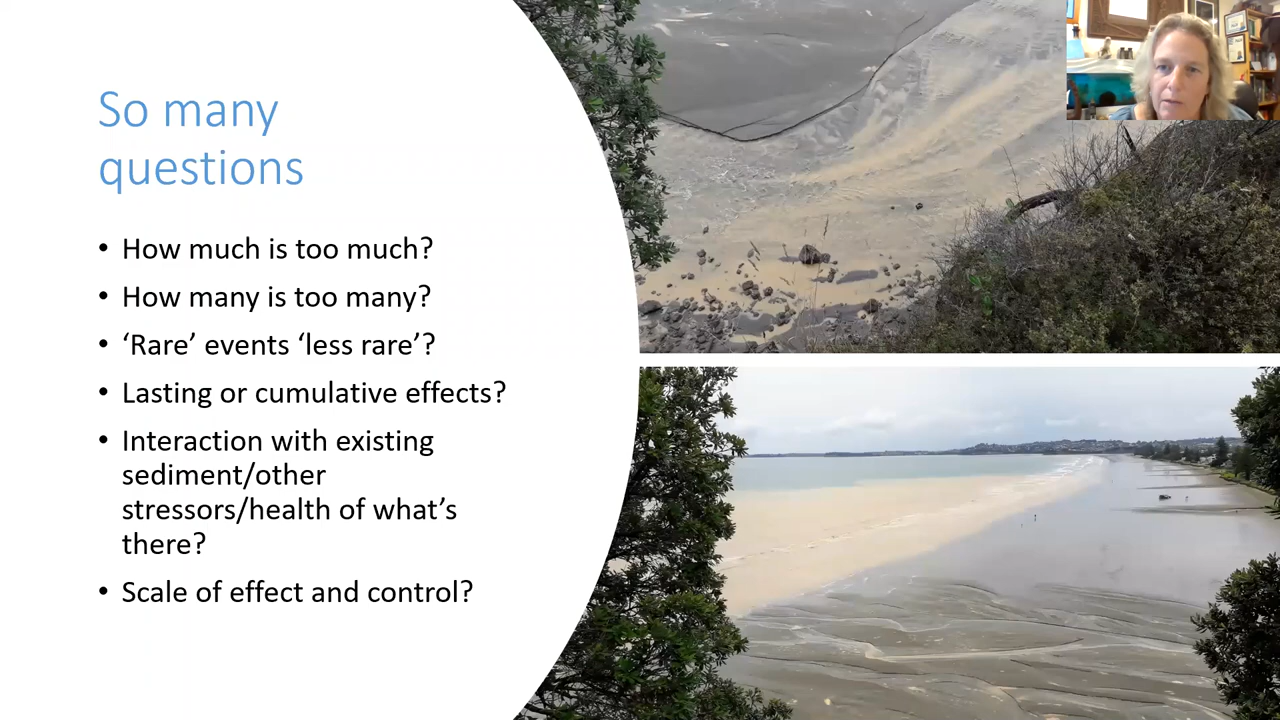 So many
questions
• How much is too much?
• How many is too many?
• ‘Rare’ events ‘less rare’?
• Lasting or cumulative effects?
• Interaction with existing
sediment/other
stressors/health of what’s
there?
• Scale of effect and control?